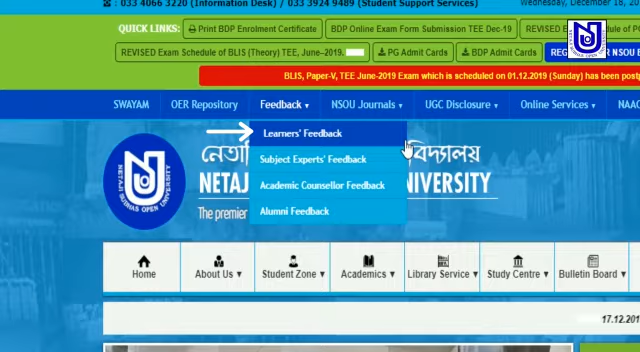 : 033 4066 3220 (Information Desk) / 033 3924 9489 (Student Support Services) Wednesday, December 18, 20
QUICK LINKS: Print BDP Enrolment Certificate BDP Online Exam Form Submission TEE Dec-19 REVISED
REVISED Exam Schedule of BLIS (Theory) TEE, June-2019. PG Admit Cards BDP Admit Cards NSOU
BLIS, Paper-V, TEE June-2019 Exam which is scheduled on 01.12.2019 (Sunday) has been
SWAYAM OER Repository Feedback ▾ NSOU Journals ▾ UGC Disclosure ▾ Online Services ▾ NAAC
Learners' Feedback
Subject Experts' Feedback
Academic Counsellor Feedback
Alumni Feedback
NETAJI SUBHAS OPEN UNIVERSITY
The premier
Home About Us ▾ Student Zone ▾ Academics ▾ Library Service ▾ Study Centre ▾ Bulletin Board ▾
17.12.201